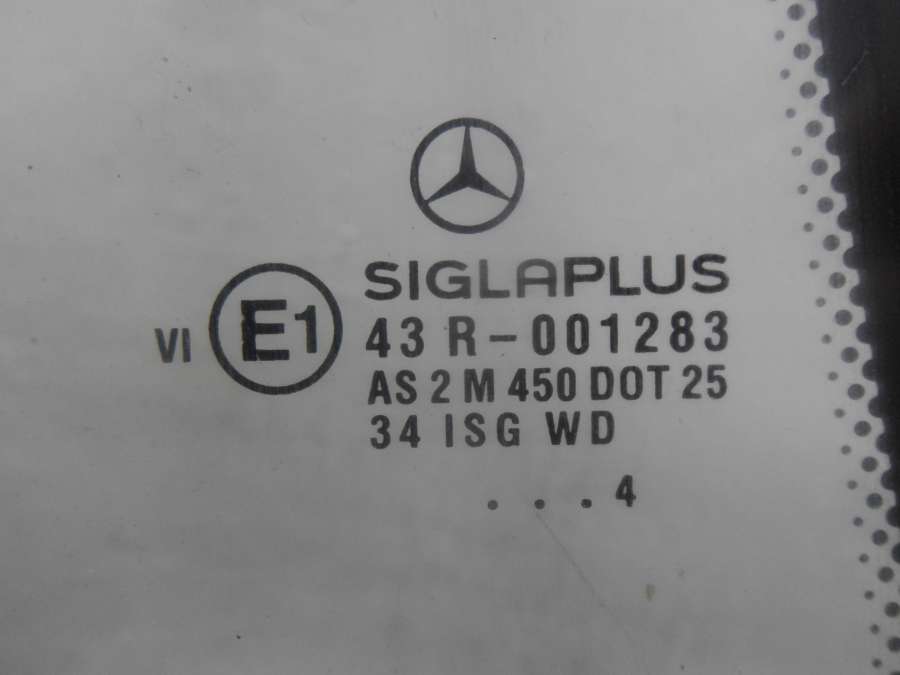 SIGLAPLUS
VI E1 43 R-001283
AS 2 M 450 DOT 25
34 ISG WD
. . . 4